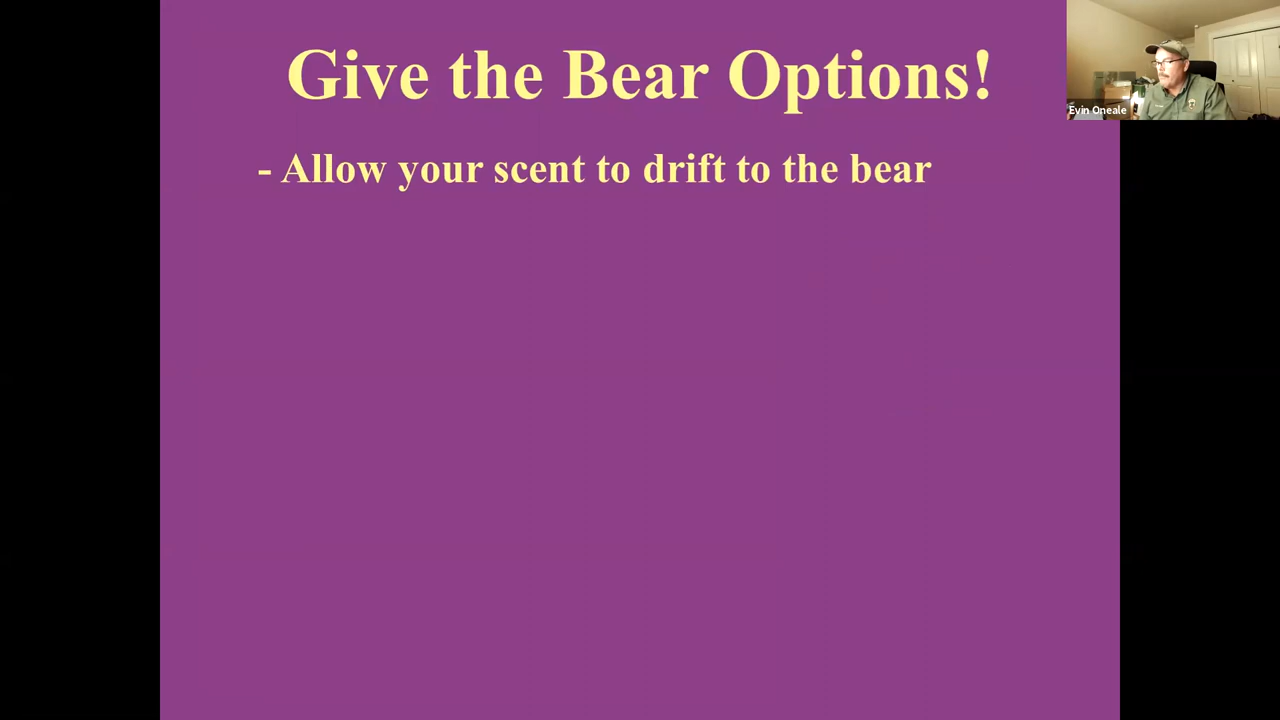 Give the Bear Options!
- Allow your scent to drift to the bear
Evin Oneale